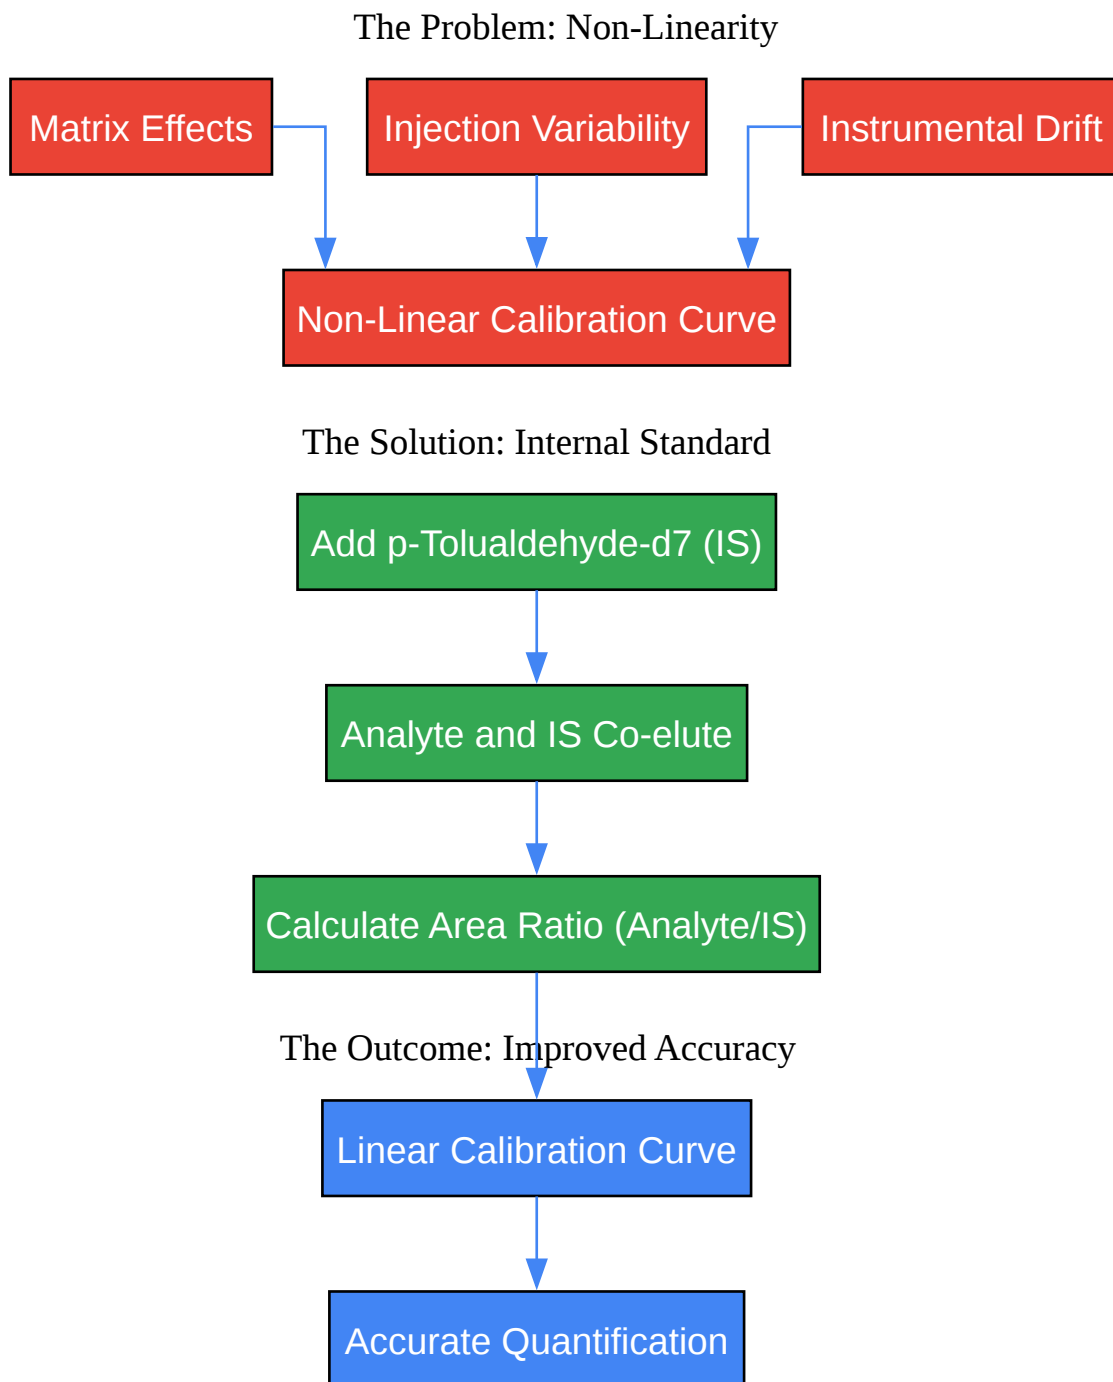 The Problem: Non-Linearity
Matrix Effects
Injection Variability
Instrumental Drift
Non-Linear Calibration Curve
The Solution: Internal Standard
Add p-Tolualdehyde-d7 (IS)
Analyte and IS Co-elute
Calculate Area Ratio (Analyte/IS)
The Outcome: Improved Accuracy
Linear Calibration Curve
Accurate Quantification